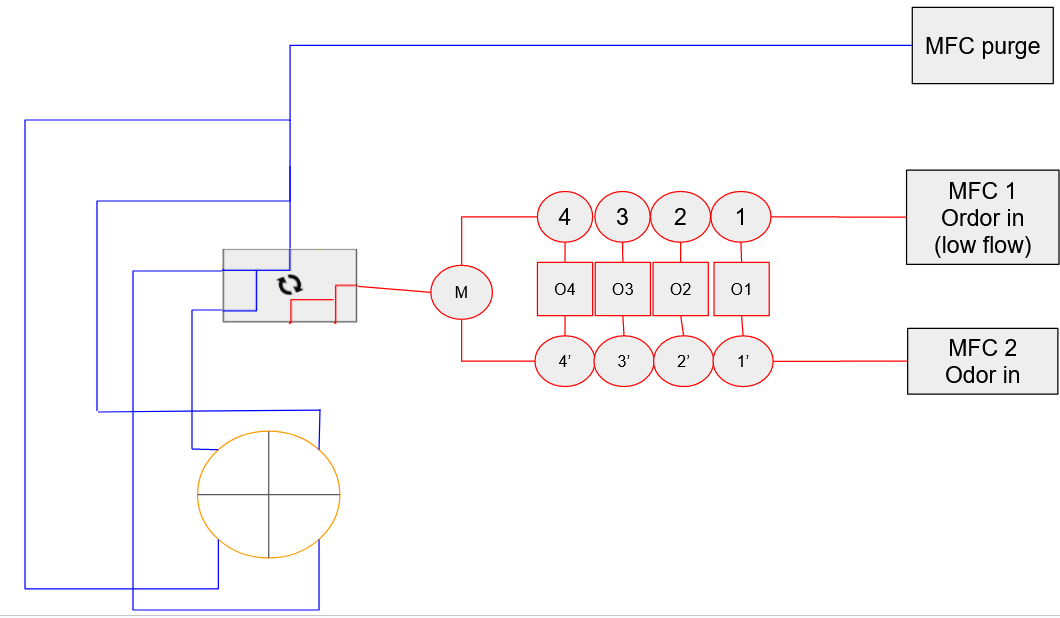 MFC purge
MFC 1
Ordor in
(low flow)
4 3 2 1
M
O4 O3 O2 O1
4’ 3’ 2’ 1’
MFC 2
Odor in